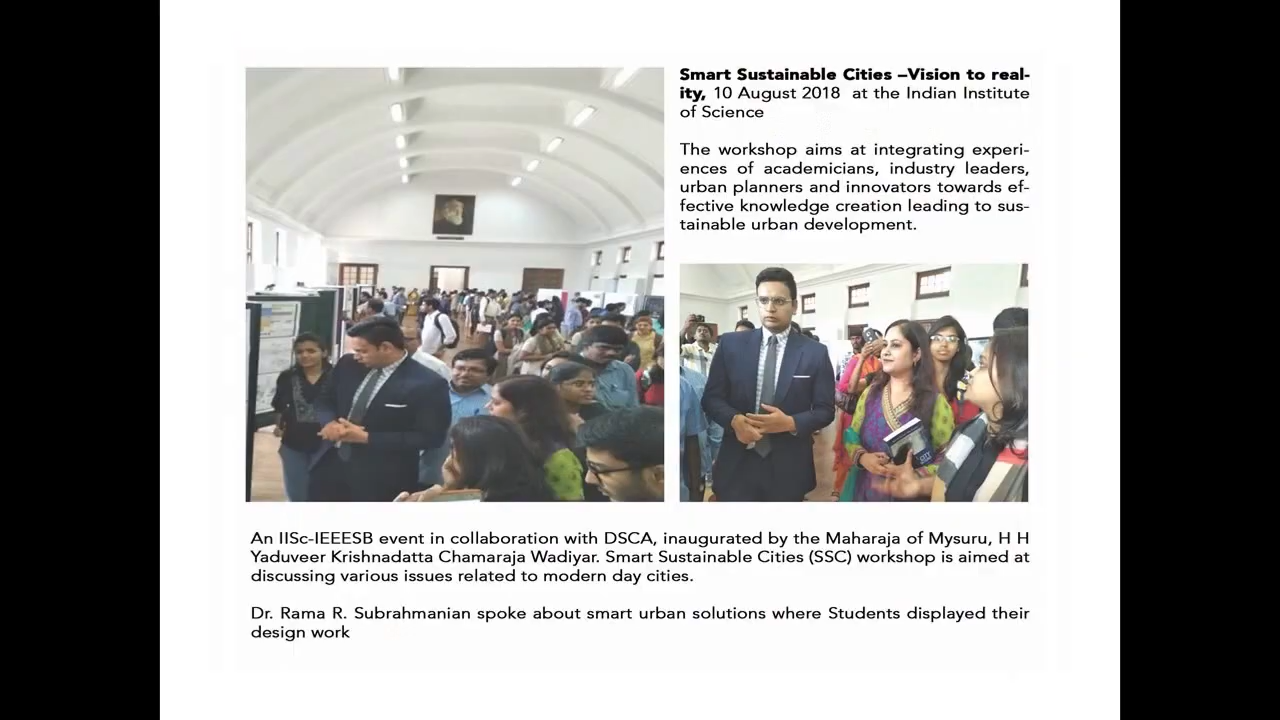 Smart Sustainable Cities –Vision to real-
ity, 10 August 2018 at the Indian Institute
of Science
The workshop aims at integrating experi-
ences of academicians, industry leaders,
urban planners and innovators towards ef-
fective knowledge creation leading to sus-
tainable urban development.
An IISc-IEEESB event in collaboration with DSCA, inaugurated by the Maharaja of Mysuru, H H
Yaduveer Krishnadatta Chamaraja Wadiyar. Smart Sustainable Cities (SSC) workshop is aimed at
discussing various issues related to modern day cities.
Dr. Rama R. Subrahmanian spoke about smart urban solutions where Students displayed their
design work